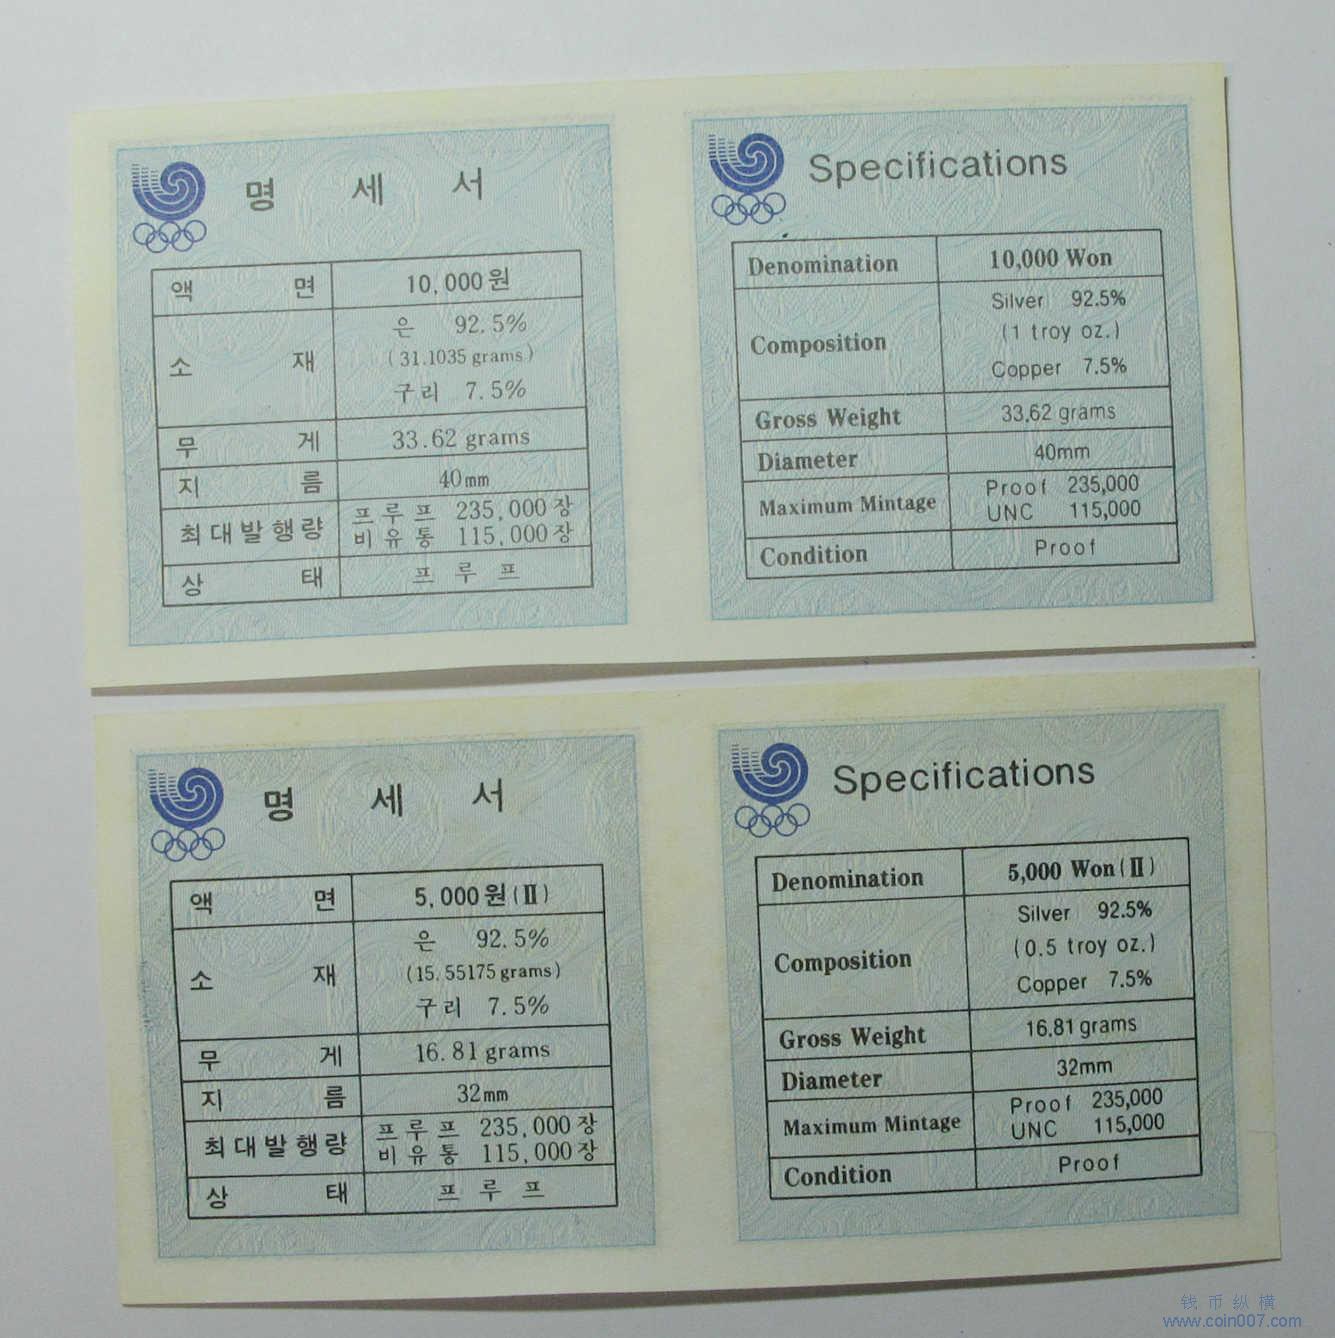 명 세 서
액 면 10,000원
소 재 은 92.5%
(31.1035 grams)
구리 7.5%
무 게 33.62 grams
지 름 40mm
최대발행량 프루프 235,000장
비유통 115,000장
상 태 프루프
Specifications
Denomination 10,000 Won
Composition Silver 92.5%
(1 troy oz.)
Copper 7.5%
Gross Weight 33.62 grams
Diameter 40mm
Maximum Mintage Proof 235,000
UNC 115,000
Condition Proof
명 세 서
액 면 5,000원(Ⅱ)
소 재 은 92.5%
(15.55175 grams)
구리 7.5%
무 게 16.81 grams
지 름 32mm
최대발행량 프루프 235,000장
비유통 115,000장
상 태 프루프
Specifications
Denomination 5,000 Won(Ⅱ)
Composition Silver 92.5%
(0.5 troy oz.)
Copper 7.5%
Gross Weight 16.81 grams
Diameter 32mm
Maximum Mintage Proof 235,000
UNC 115,000
Condition Proof
钱币纵横
www.coin007.com